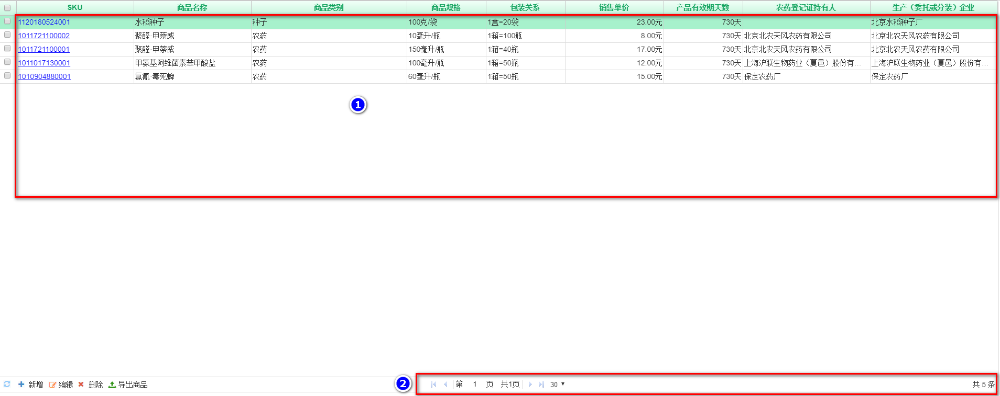 SKU 商品名称 商品类别 商品规格 包装关系 销售单价 产品有效期天数 农药登记证持有人 生产（委托或分装）企业
1120180524001 水稻种子 种子 100克/袋 1盒=20袋 23.00元 730天 北京水稻种子厂
1011721100002 聚醛·甲萘威 农药 10毫升/瓶 1箱=100瓶 8.00元 730天 北京北农天风农药有限公司 北京北农天风农药有限公司
1011721100001 聚醛·甲萘威 农药 150毫升/瓶 1箱=40瓶 17.00元 730天 北京北农天风农药有限公司 北京北农天风农药有限公司
1011017130001 甲氨基阿维菌素苯甲酸盐 农药 100毫升/瓶 1箱=50瓶 12.00元 730天 上海沪联生物药业（夏邑）股份有... 上海沪联生物药业（夏邑）股份有...
1010904880001 氯氰·毒死蜱 农药 60毫升/瓶 1箱=50瓶 15.00元 730天 保定农药厂 保定农药厂
1
新增 编辑 删除 导出商品 2 第 1 页 共1页 30 共 5 条